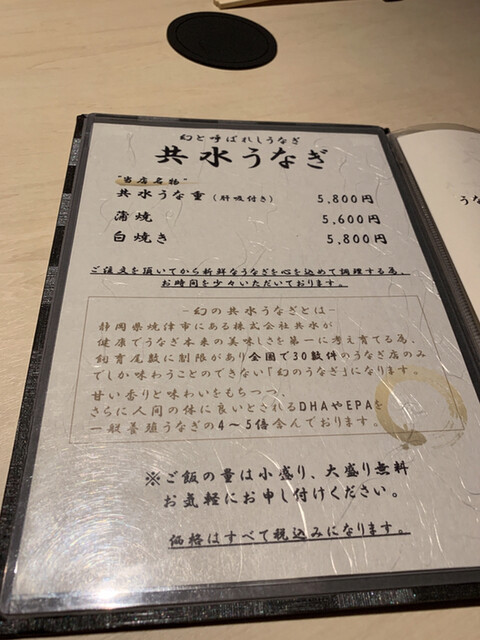 幻と呼ばれしうなぎ
共水うなぎ
"当店名物"
共水うな重(肝吸付き) 5,800円
蒲焼 5,600円
白焼き 5,800円
ご注文を頂いてから新鮮なうなぎを心を込めて調理する為、
お時間を少々いただいております。
-幻の共水うなぎとは-
静岡県焼津市にある株式会社共水が
健康でうなぎ本来の美味しさを第一に考え育てる為、
飼育尾数に制限があり全国で30数件のうなぎ店のみ
でしか味わうことのできない「幻のうなぎ」になります。
甘い香りと味わいをもちつつ、
さらに人間の体に良いとされるDHAやEPAを
一般養殖うなぎの4〜5倍含んでおります。
※ご飯の量は小盛り、大盛り無料
お気軽にお申し付けください。
価格はすべて税込みになります。
うな